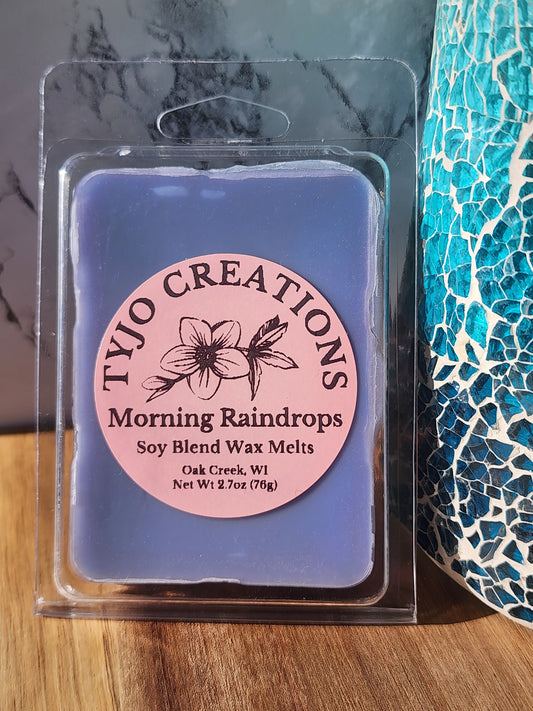 TYJO CREATIONS
Morning Raindrops
Soy Blend Wax Melts
Oak Creek, WI
Net Wt 2.7oz (76g)